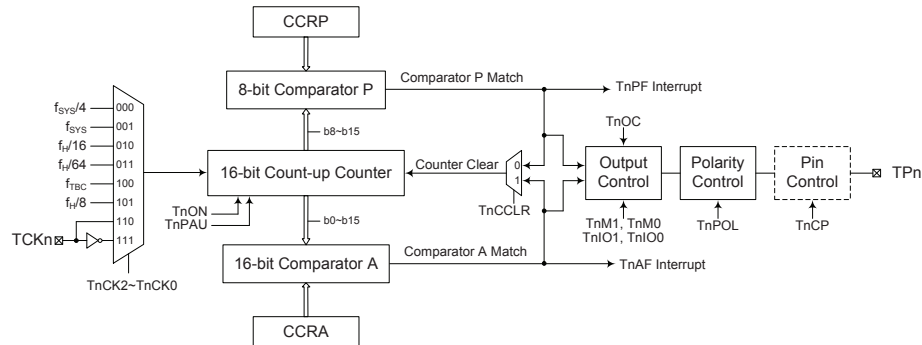 CCRP
8-bit Comparator P
Comparator P Match
TnPF Interrupt
fSYS/4
000
fSYS
001
fH/16
010
fH/64
011
fTBC
100
fH/8
101
110
TCKn
111
TnCK2~TnCK0
b8~b15
16-bit Count-up Counter
Counter Clear
0
1
TnCCLR
TnON
TnPAU
b0~b15
TnOC
Output
Control
TnM1, TnM0
TnIO1, TnIO0
Polarity
Control
TnPOL
Pin
Control
TnCP
TPn
16-bit Comparator A
Comparator A Match
TnAF Interrupt
CCRA